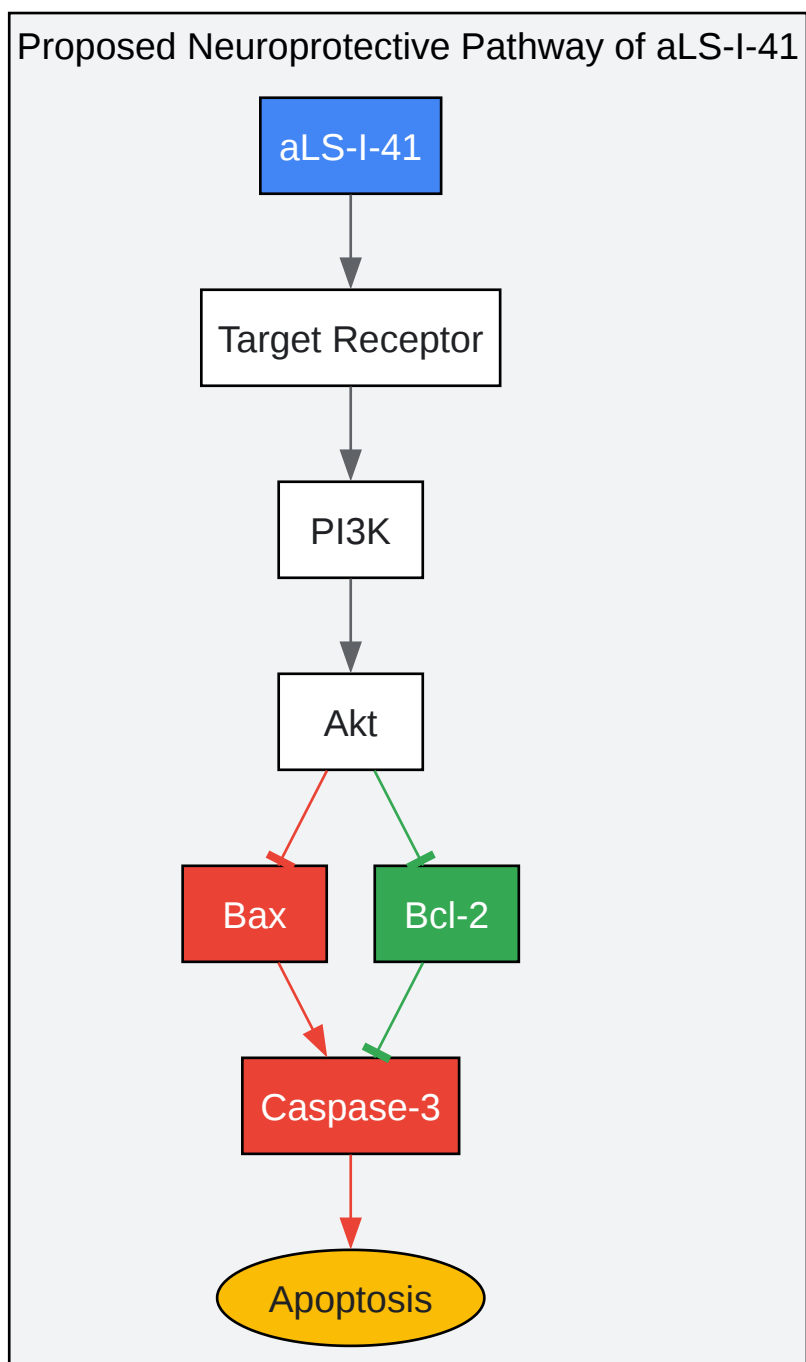 Proposed Neuroprotective Pathway of aLS-I-41
aLS-I-41
Target Receptor
PI3K
Akt
Bax
Bcl-2
Caspase-3
Apoptosis